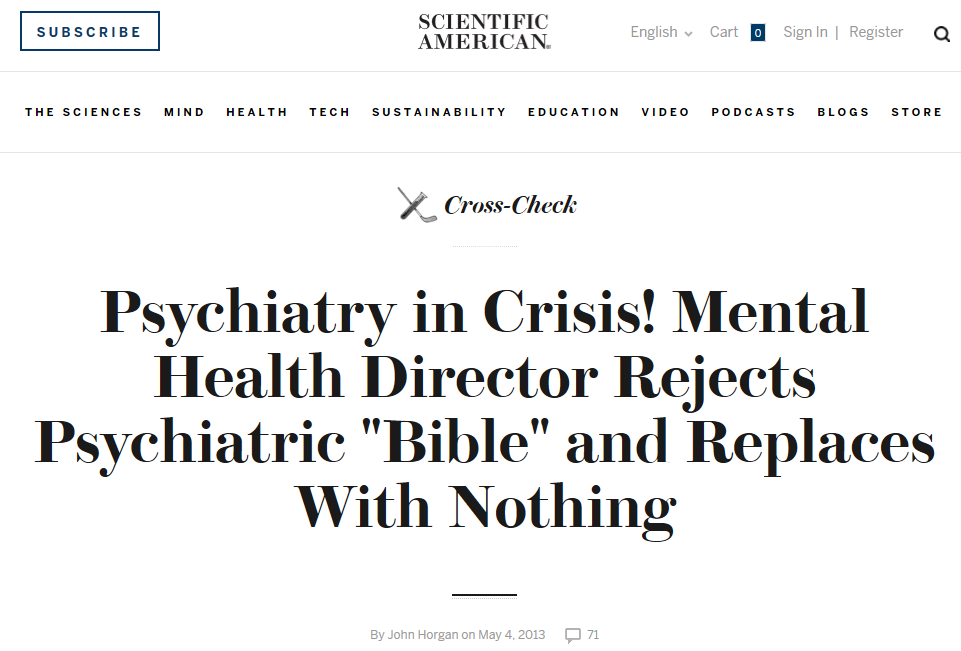 SUBSCRIBE
SCIENTIFIC
AMERICAN®
English
Cart 0
Sign In | Register
THE SCIENCES MIND HEALTH TECH SUSTAINABILITY EDUCATION VIDEO PODCASTS BLOGS STORE
Cross-Check
Psychiatry in Crisis! Mental
Health Director Rejects
Psychiatric "Bible" and Replaces
With Nothing
By John Horgan on May 4, 2013 71